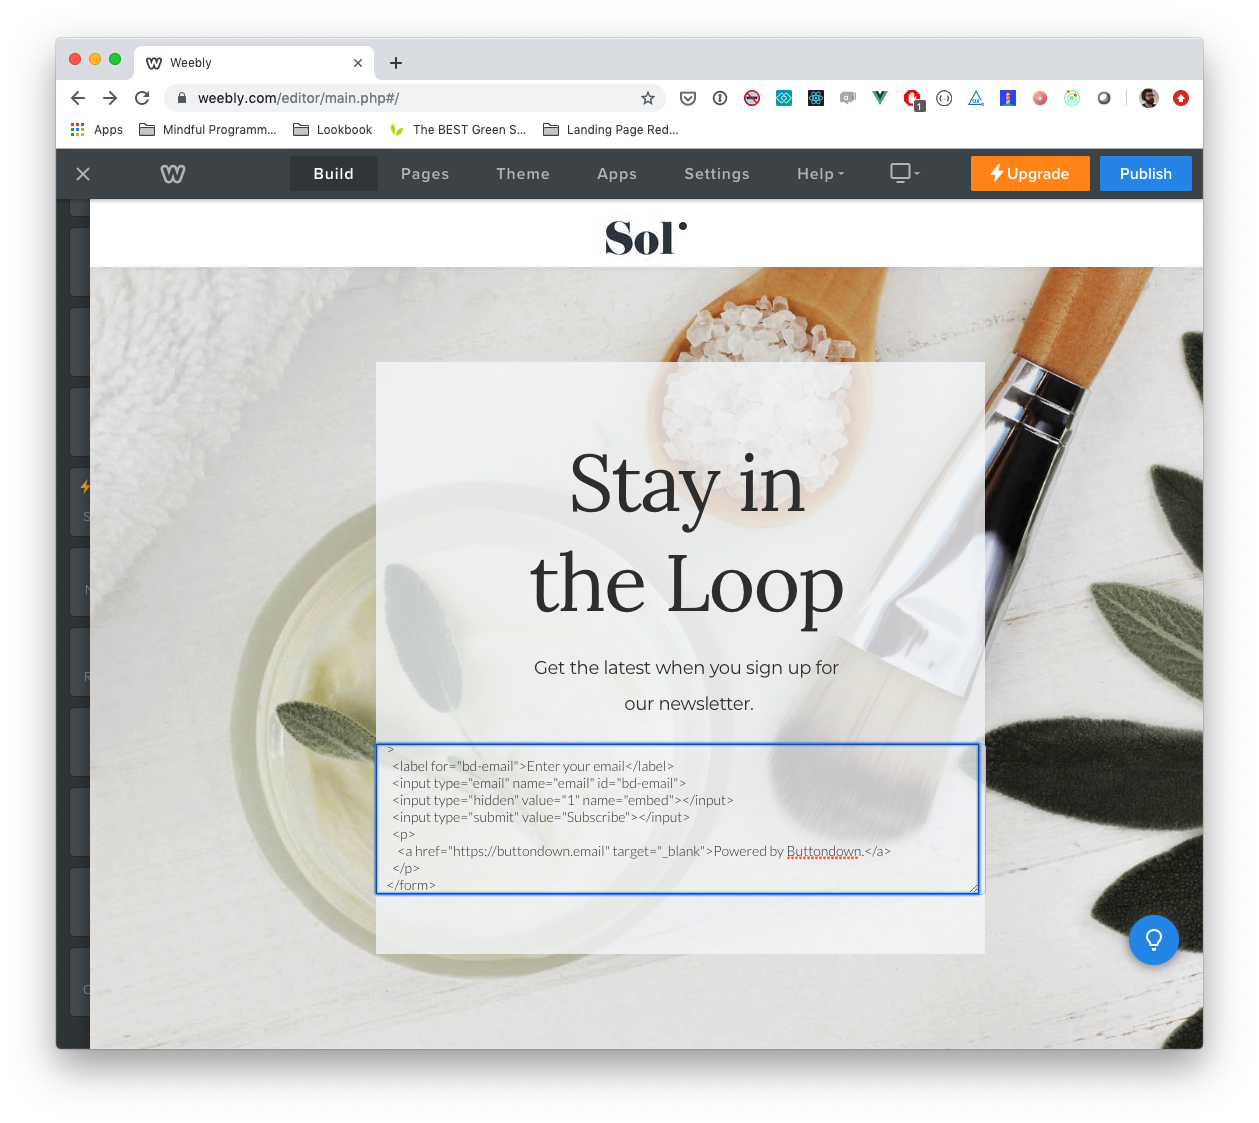 Weebly
weebly.com/editor/main.php#/
1
Apps Mindful Programm... Lookbook The BEST Green S... Landing Page Red...
Build Pages Theme Apps Settings Help Upgrade Publish
Sol
Stay in
the Loop
Get the latest when you sign up for
our newsletter.
>
<label for="bd-email">Enter your email</label>
<input type="email" name="email" id="bd-email">
<input type="hidden" value="1" name="embed"></input>
<input type="submit" value="Subscribe"></input>
<p>
<a href="https://buttondown.email" target="_blank">Powered by Buttondown.</a>
</p>
</form>